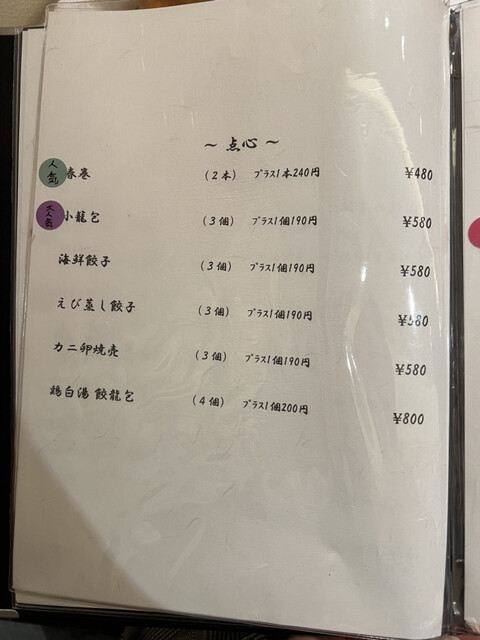 ～ 点心 ～
人気 春巻 (2本) プラス1本240円 ¥480
大人気 小龍包 (3個) プラス1個190円 ¥580
海鮮餃子 (3個) プラス1個190円 ¥580
えび蒸し餃子 (3個) プラス1個190円 ¥580
カニ卵焼売 (3個) プラス1個190円 ¥580
鶏白湯 餃龍包 (4個) プラス1個200円 ¥800